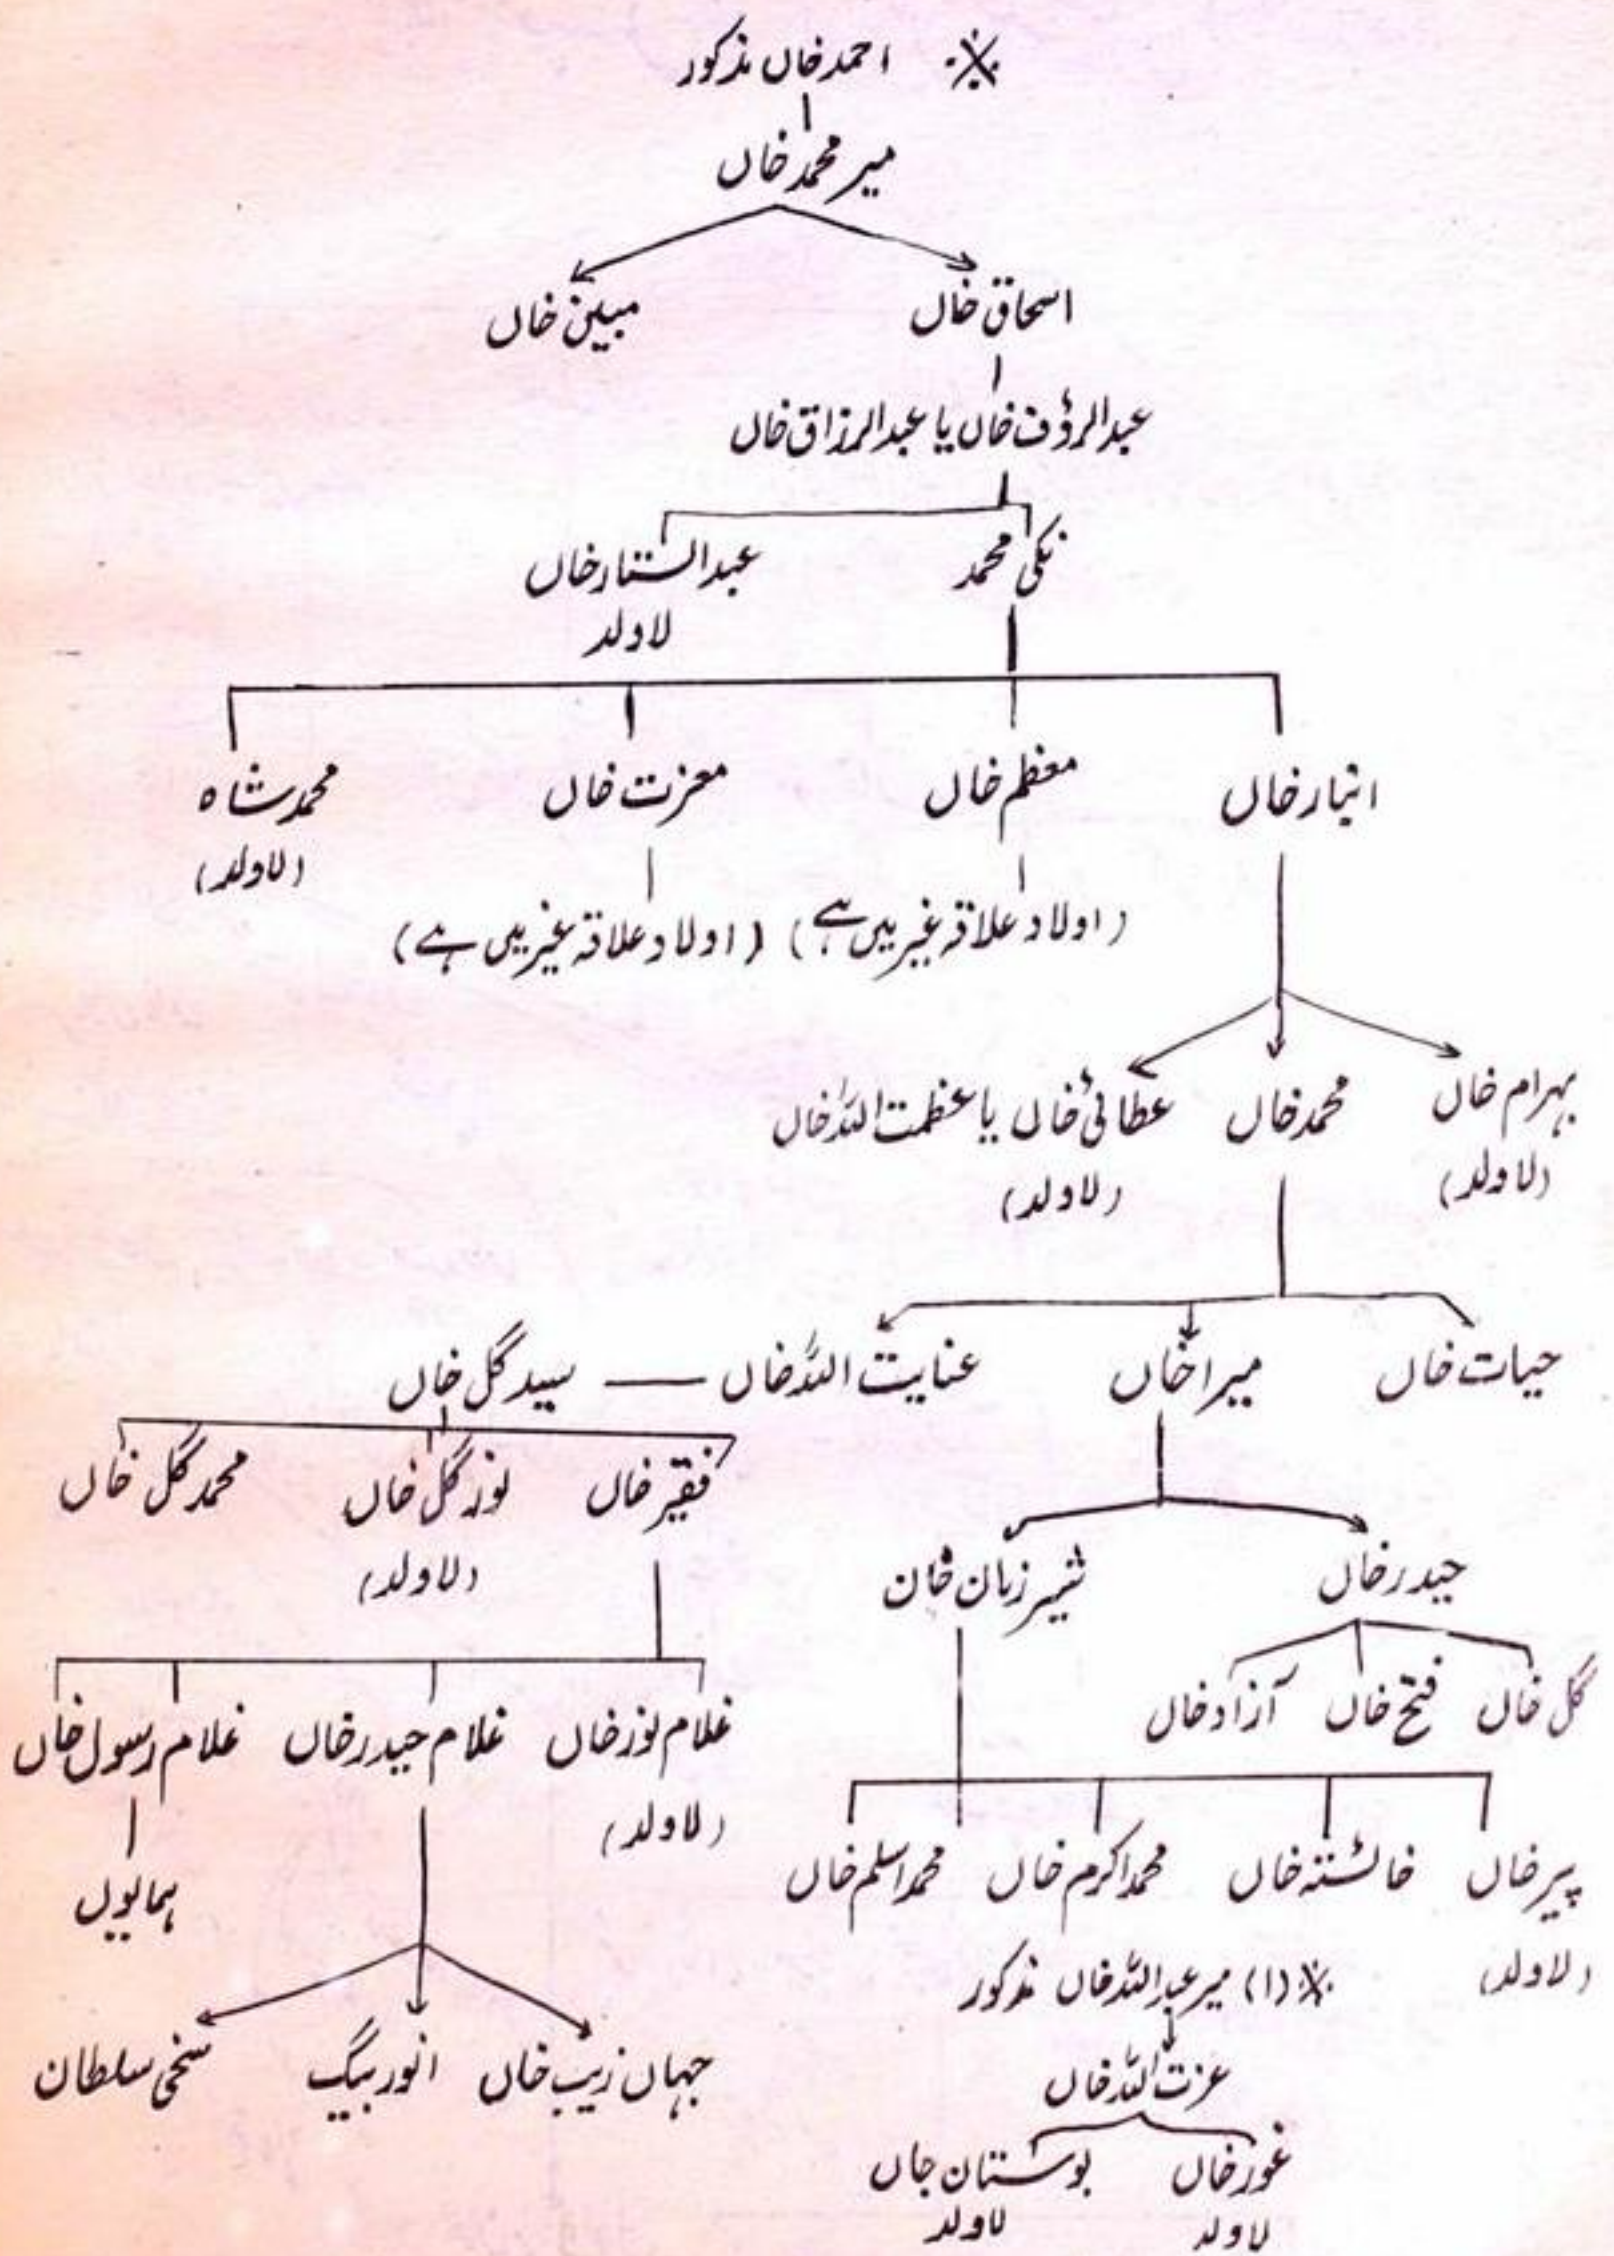 ※ احمد خاں مذکور
میر محمد خاں
اسحاق خاں مبین خاں
عبدالرؤف خاں یا عبدالرزاق خاں
نکی محمد عبدالستار خاں
لاولد
انبار خاں معظم خاں معزت خاں محمد شاہ
(لاولد)
(اولاد علاقہ غیر میں ہے) (اولاد علاقہ غیر میں ہے)
بہرام خاں محمد خاں عطائی خاں یا عظمت اللہ خاں
(لاولد) (لاولد)
حیات خاں میرا خاں عنایت اللہ خاں — سید گل خاں
فقیر خاں نور گل خاں محمد گل خاں
(لاولد)
حیدر خاں شیر زمان خان
گل خاں فتح خاں آزاد خاں
غلام نور خاں غلام حیدر خاں غلام رسول خاں
(لاولد)
پیر خاں خائستہ خاں محمد اکرم خاں محمد اسلم خاں
(لاولد)
ہمایوں
※ (۱) میر عبداللہ خاں مذکور
جہاں زیب خاں انور بیگ سخی سلطان
عزت اللہ خاں
غور خاں بوستان جاں
لاولد لاولد